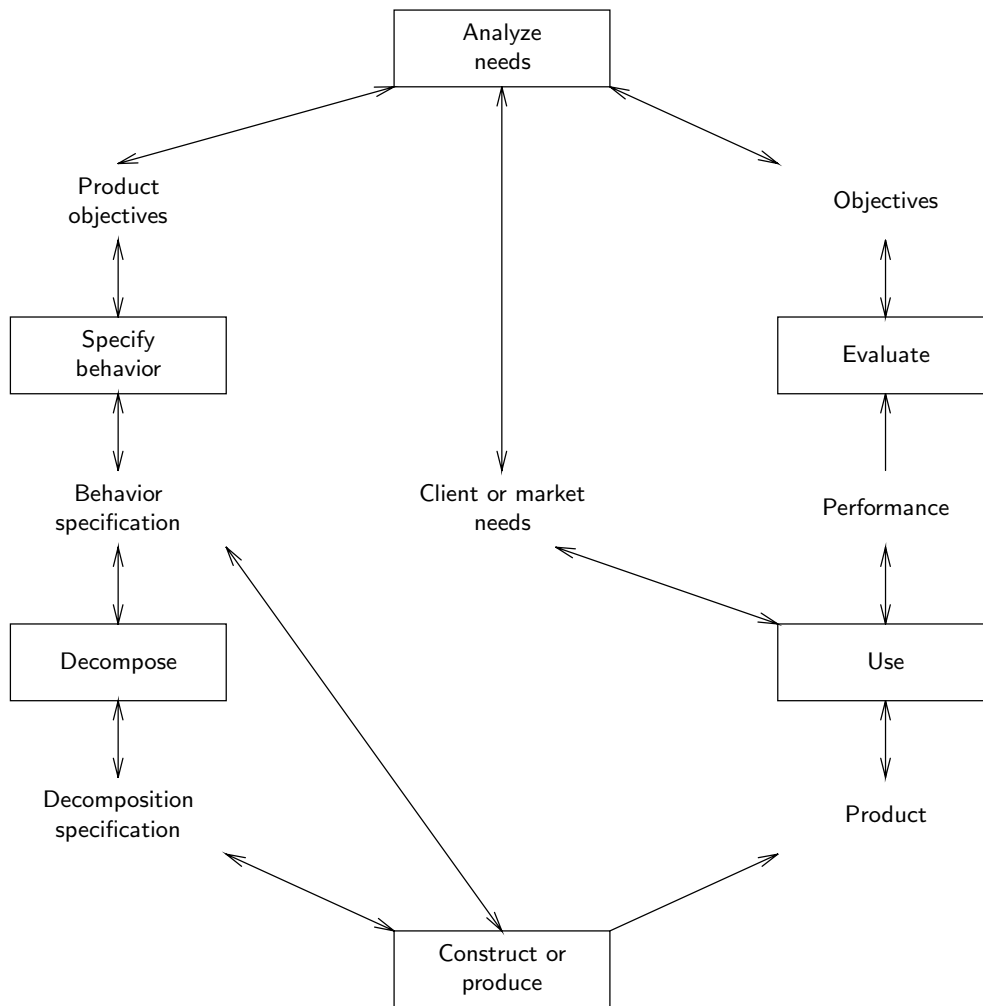 Analyze
needs
Product
objectives
Objectives
Specify
behavior
Evaluate
Behavior
specification
Client or market
needs
Performance
Decompose
Use
Decomposition
specification
Product
Construct or
produce